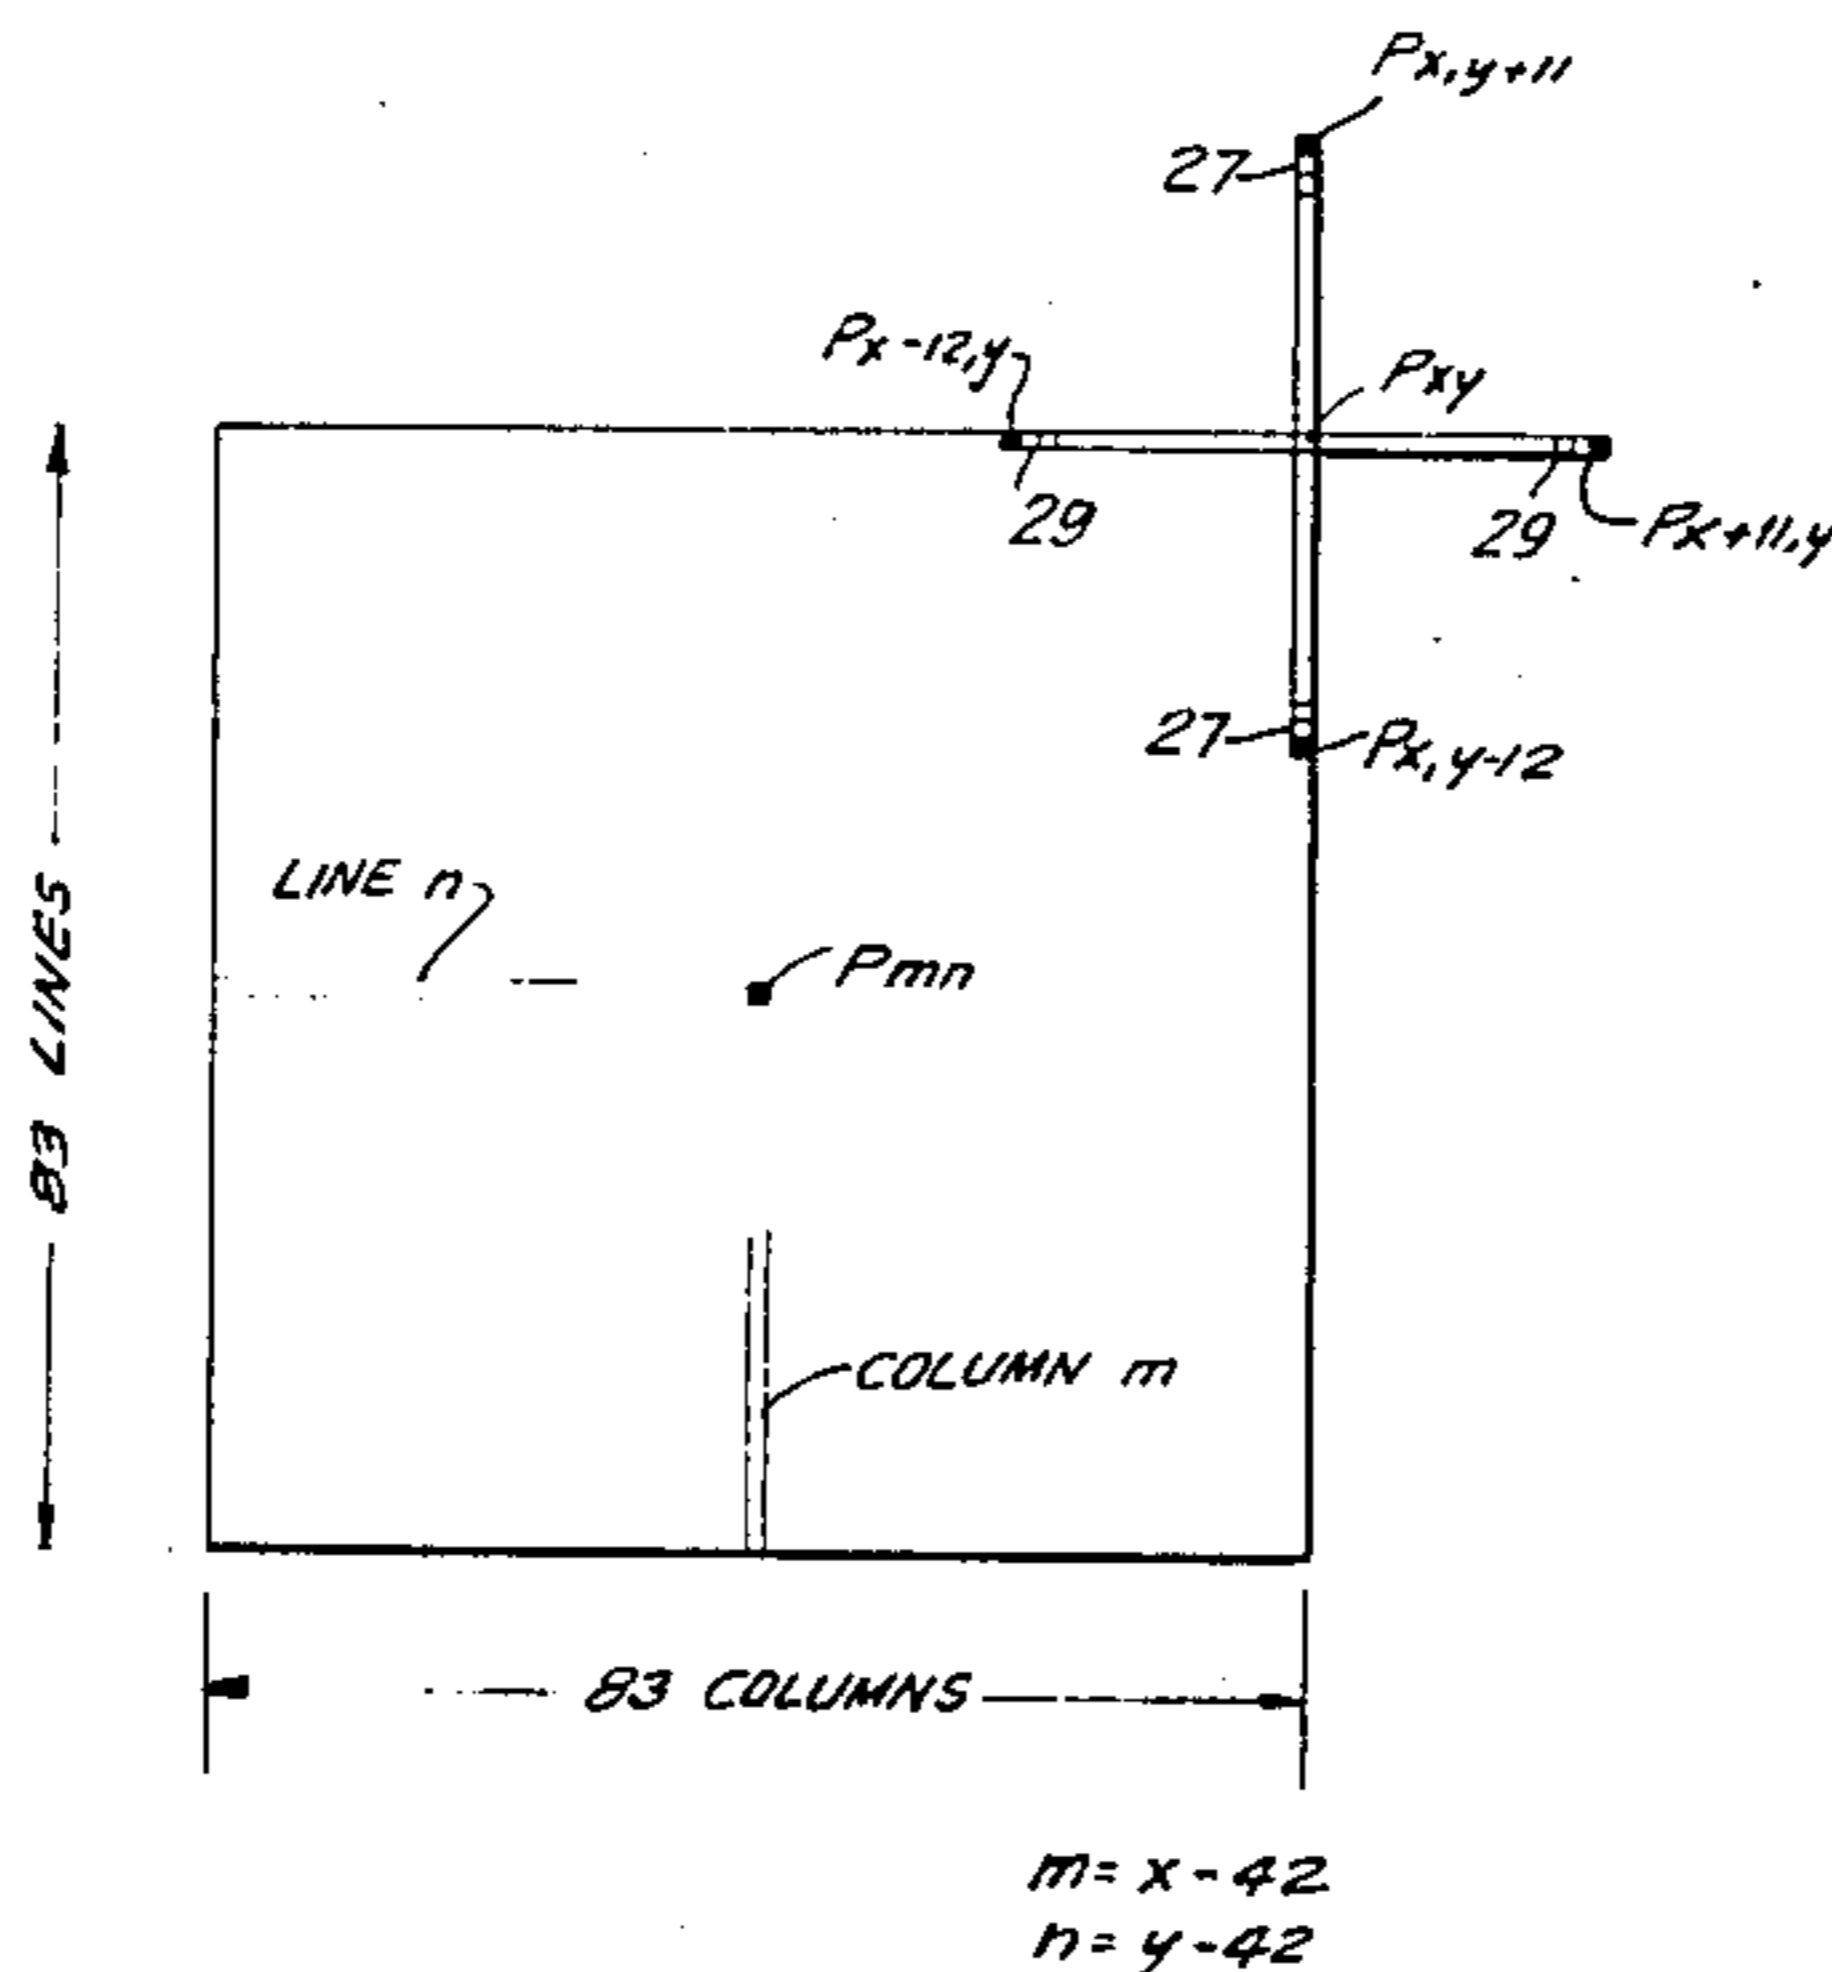 Px,y+11
27
Px-12,y
Pxy
29
29
Px+11,y
27
Px,y-12
LINE n
Pmn
83 LINES
COLUMN m
83 COLUMNS
m=x-42
n=y-42